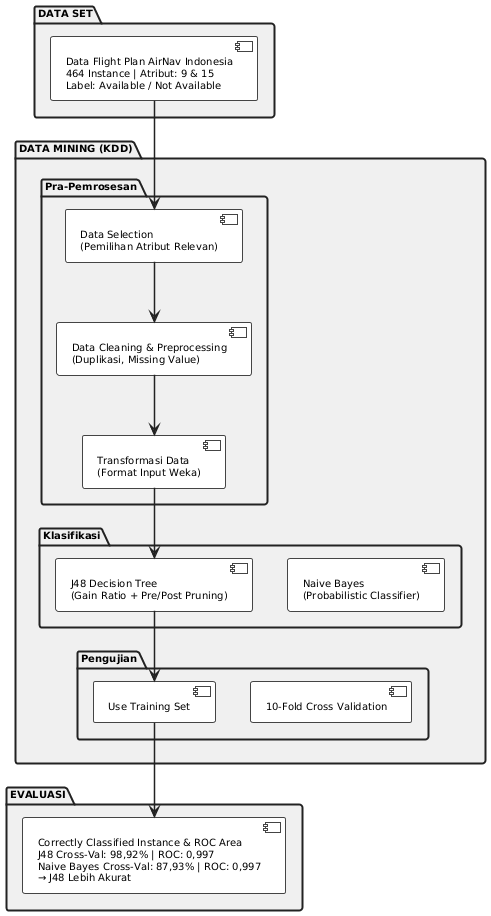 DATA SET
Data Flight Plan AirNav Indonesia
464 Instance | Atribut: 9 & 15
Label: Available / Not Available
DATA MINING (KDD)
Pra-Pemrosesan
Data Selection
(Pemilihan Atribut Relevan)
Data Cleaning & Preprocessing
(Duplikasi, Missing Value)
Transformasi Data
(Format Input Weka)
Klasifikasi
J48 Decision Tree
(Gain Ratio + Pre/Post Pruning)
Naive Bayes
(Probabilistic Classifier)
Pengujian
Use Training Set
10-Fold Cross Validation
EVALUASI
Correctly Classified Instance & ROC Area
J48 Cross-Val: 98,92% | ROC: 0,997
Naive Bayes Cross-Val: 87,93% | ROC: 0,997
→ J48 Lebih Akurat